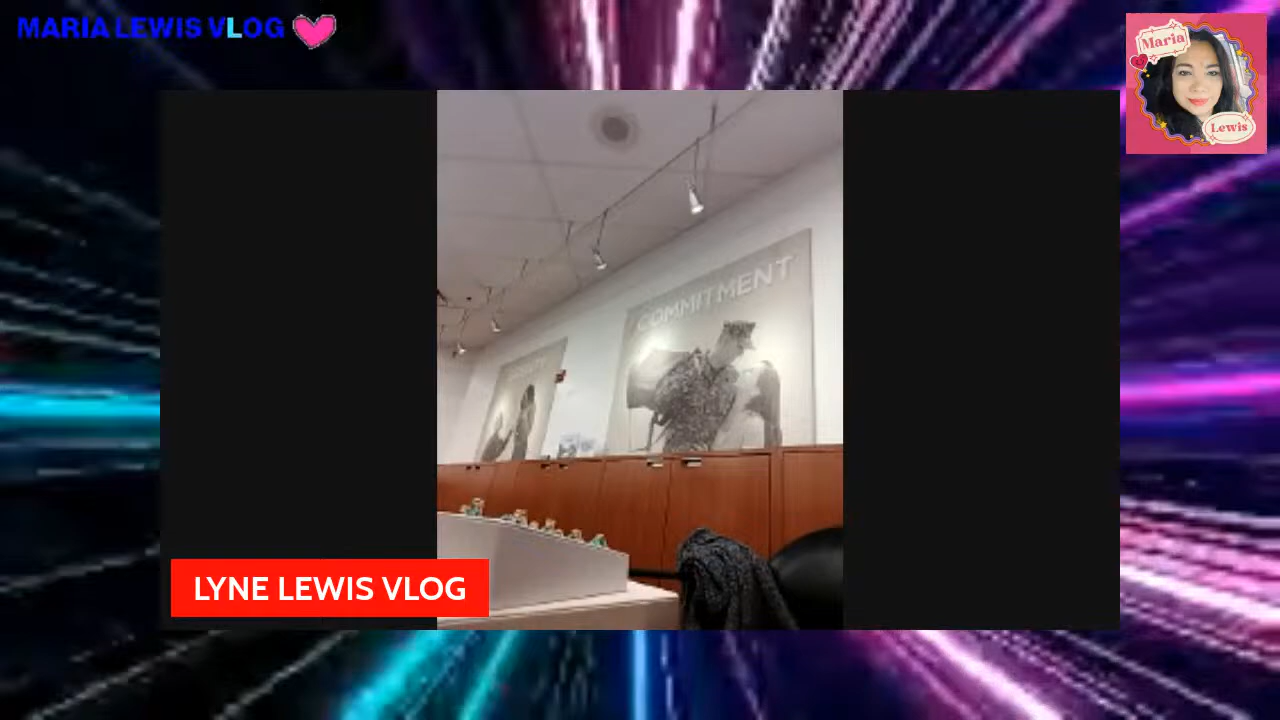 MARIA LEWIS VLOG
Maria
Lewis
COMMITMENT
LYNE LEWIS VLOG